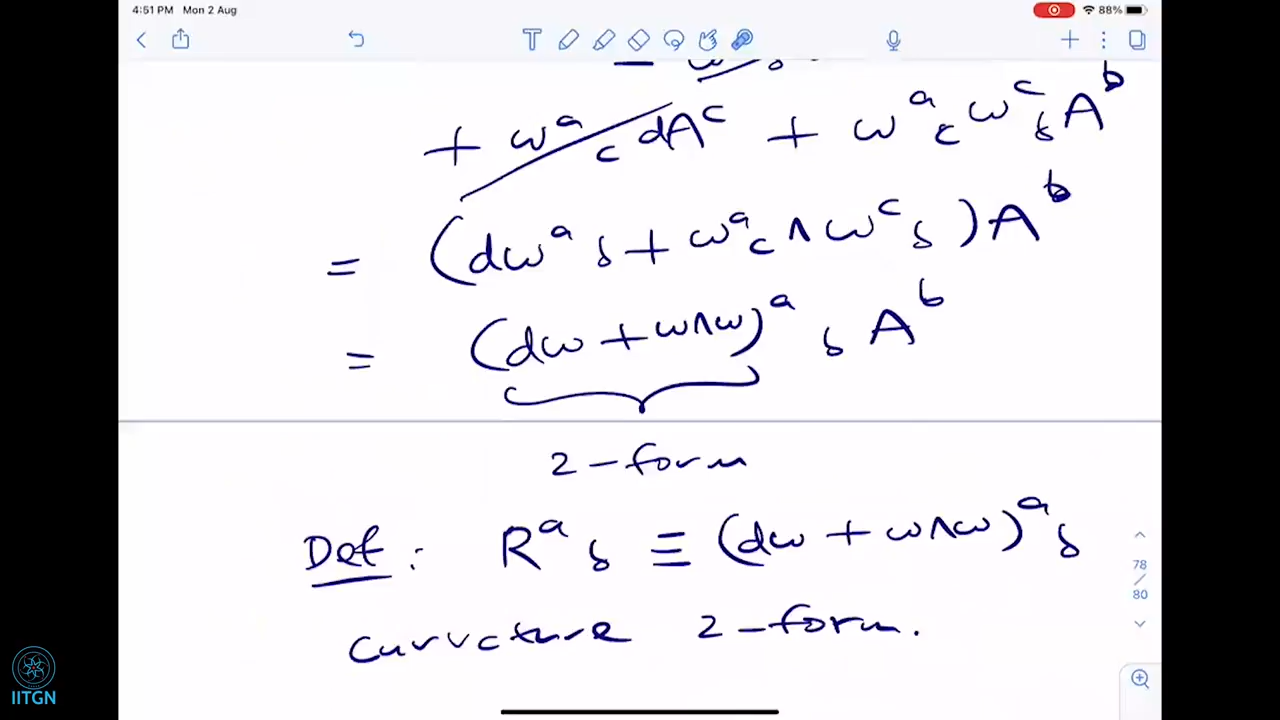 4:51 PM Mon 2 Aug
88%
+ ω^a_c dA^c + ω^a_c ω^c_b A^b
= (dω^a_b + ω^a_c ∧ ω^c_b) A^b
= (dω + ω∧ω)^a_b A^b
2-form
Def: R^a_b ≡ (dω + ω∧ω)^a_b
78
/
80
curvature 2-form.
IITGN